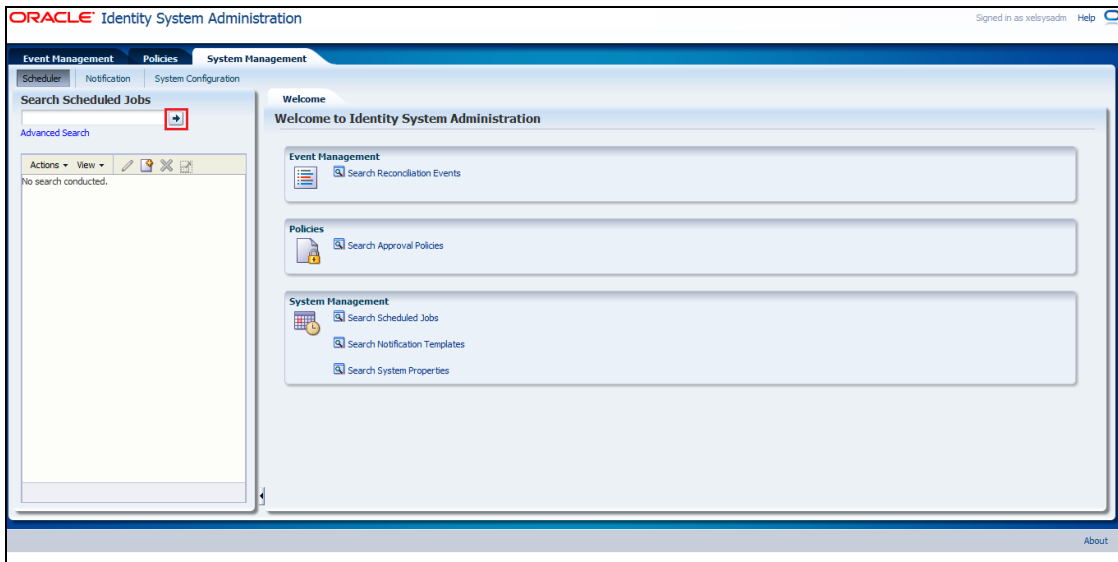 ORACLE® Identity System Administration
Signed in as xelsysadm Help
Event Management Policies System Management
Scheduler Notification System Configuration
Search Scheduled Jobs
Advanced Search
Actions View
No search conducted.
Welcome
Welcome to Identity System Administration
Event Management
Search Reconciliation Events
Policies
Search Approval Policies
System Management
Search Scheduled Jobs
Search Notification Templates
Search System Properties
About